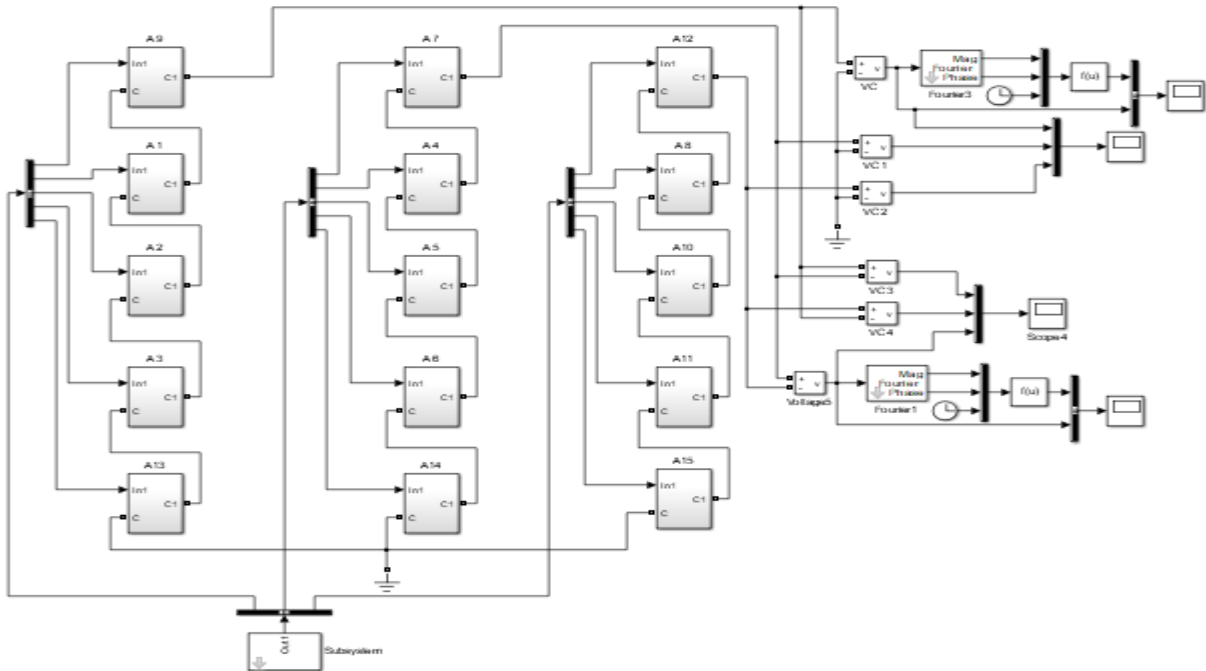 A9
In1
C1
C
A1
In1
C1
C
A2
In1
C1
C
A3
In1
C1
C
A13
In1
C1
C
A7
In1
C1
C
A4
In1
C1
C
A5
In1
C1
C
A6
In1
C1
C
A14
In1
C1
C
A12
In1
C1
C
A8
In1
C1
C
A10
In1
C1
C
A11
In1
C1
C
A15
In1
C1
C
+
v
-
VC
Mag
Fourier
Phase
Fourier3
f(u)
+
v
-
VC1
+
v
-
VC2
+
v
-
VC3
+
v
-
VC4
Scope4
+
v
-
Voltage5
Mag
Fourier
Phase
Fourier1
f(u)
Out1
Subsystem